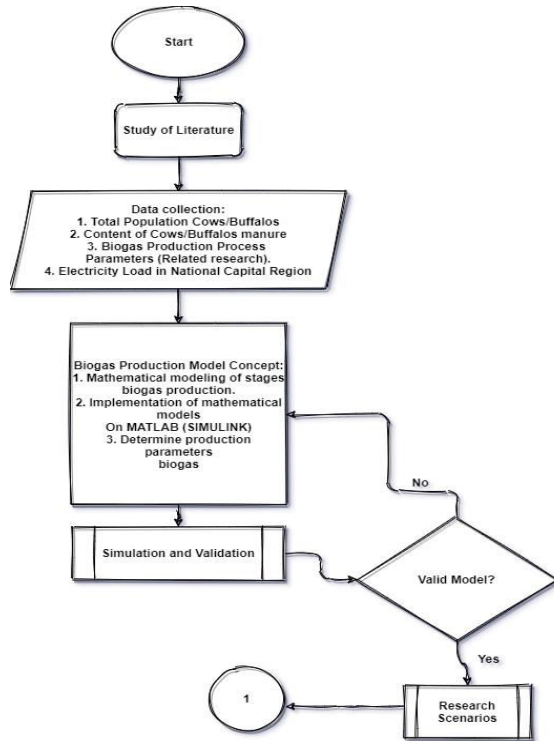 Start
Study of Literature
Data collection:
1. Total Population Cows/Buffalos
2. Content of Cows/Buffalos manure
3. Biogas Production Process
Parameters (Related research).
4. Electricity Load in National Capital Region
Biogas Production Model Concept:
1. Mathematical modeling of stages
biogas production.
2. Implementation of mathematical
models
On MATLAB (SIMULINK)
3. Determine production
parameters
biogas
No
Simulation and Validation
Valid Model?
Yes
1
Research
Scenarios